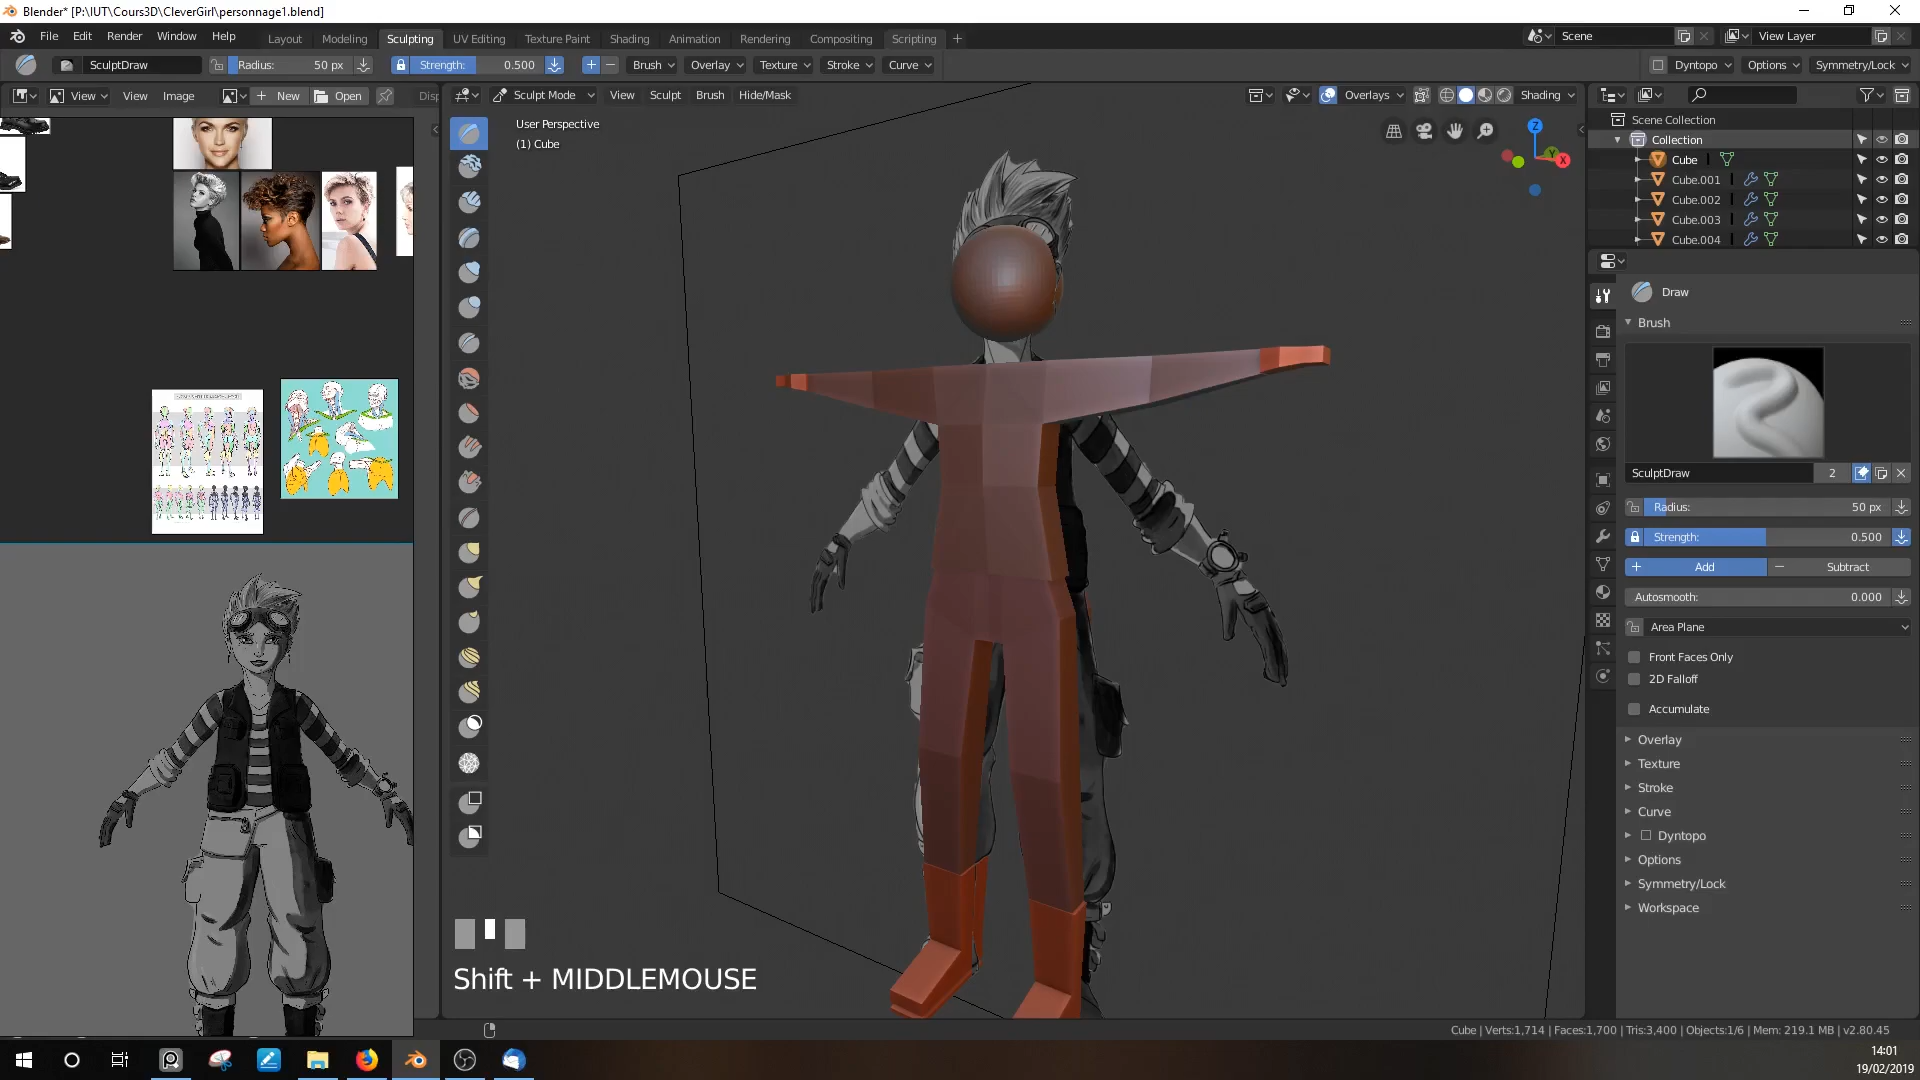 Blender* [P:\IUT\Cours3D\CleverGirl\personnage1.blend]
File Edit Render Window Help
Layout Modeling Sculpting UV Editing Texture Paint Shading Animation Rendering Compositing Scripting +
Scene
View Layer
SculptDraw
Radius: 50 px
Strength: 0.500
Brush
Overlay
Texture
Stroke
Curve
Dyntopo
Options
Symmetry/Lock
View View Image
New
Open
Sculpt Mode
View Sculpt Brush Hide/Mask
Overlays
Shading
User Perspective
(1) Cube
Z
Y
X
Scene Collection
Collection
Cube
Cube.001
Cube.002
Cube.003
Cube.004
Draw
Brush
SculptDraw 2
Radius: 50 px
Strength: 0.500
Add
Subtract
Autosmooth: 0.000
Area Plane
Front Faces Only
2D Falloff
Accumulate
Overlay
Texture
Stroke
Curve
Dyntopo
Options
Symmetry/Lock
Workspace
Shift + MIDDLEMOUSE
Cube | Verts:1,714 | Faces:1,700 | Tris:3,400 | Objects:1/6 | Mem: 219.1 MB | v2.80.45
14:01
19/02/2019